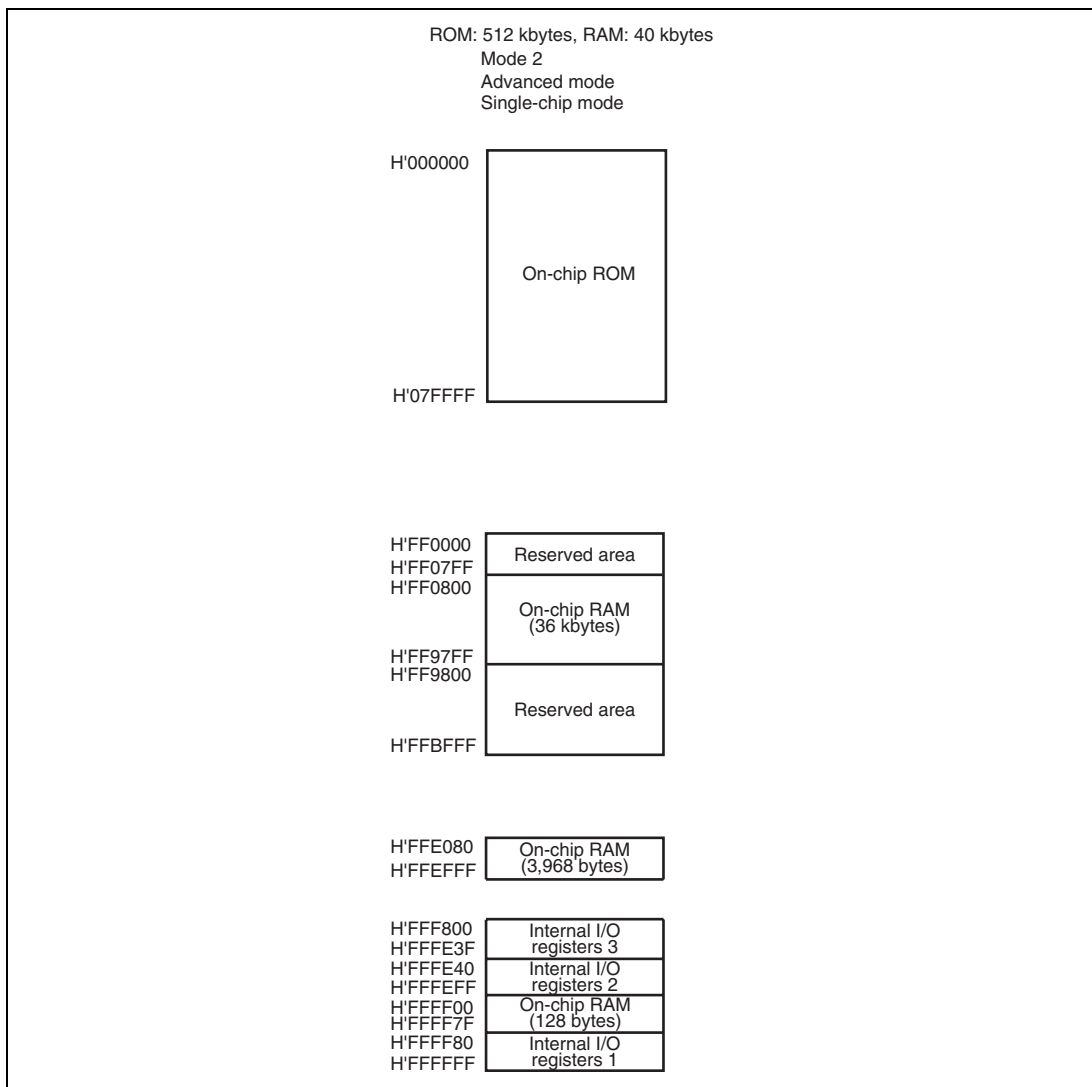 ROM: 512 kbytes, RAM: 40 kbytes
Mode 2
Advanced mode
Single-chip mode
H'000000
On-chip ROM
H'07FFFF
H'FF0000
Reserved area
H'FF07FF
H'FF0800
On-chip RAM
(36 kbytes)
H'FF97FF
H'FF9800
Reserved area
H'FFBFFF
H'FFE080
On-chip RAM
(3,968 bytes)
H'FFEFFF
H'FFF800
Internal I/O
registers 3
H'FFFE3F
H'FFFE40
Internal I/O
registers 2
H'FFFEFF
H'FFFF00
On-chip RAM
(128 bytes)
H'FFFF7F
H'FFFF80
Internal I/O
registers 1
H'FFFFFF